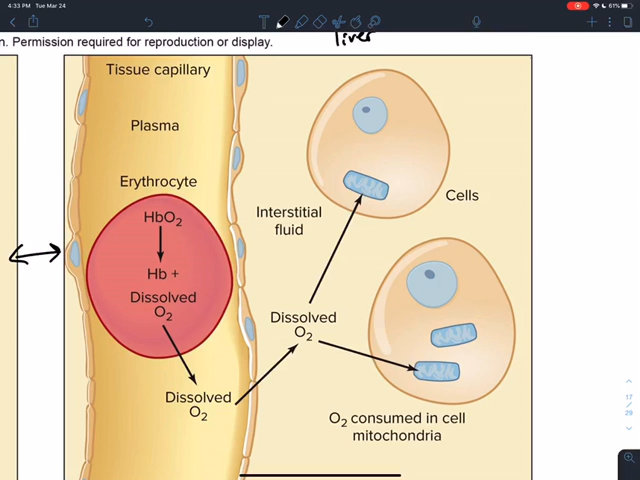 4:33 PM Tue Mar 24
61%
n. Permission required for reproduction or display.
liver
Tissue capillary
Plasma
Erythrocyte
HbO2
Hb +
Dissolved
O2
Dissolved
O2
Interstitial
fluid
Cells
Dissolved
O2
O2 consumed in cell
mitochondria
17
/
29